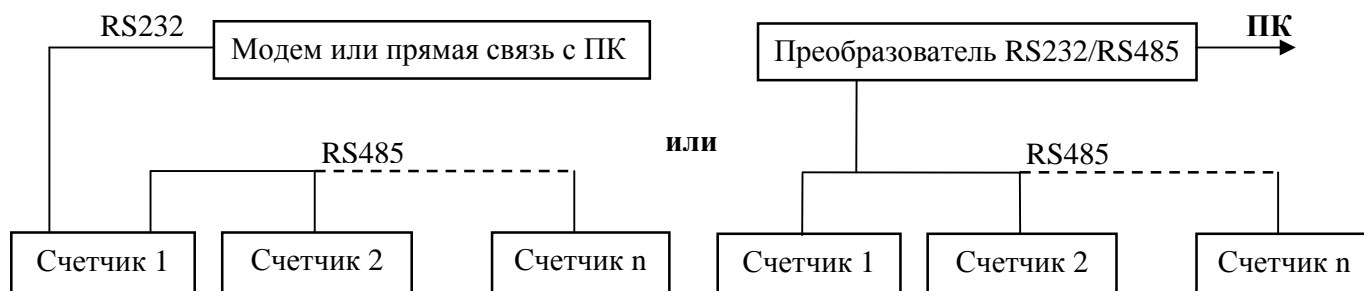 RS232
Модем или прямая связь с ПК
RS485
Счетчик 1
Счетчик 2
Счетчик n
или
Преобразователь RS232/RS485
ПК
RS485
Счетчик 1
Счетчик 2
Счетчик n